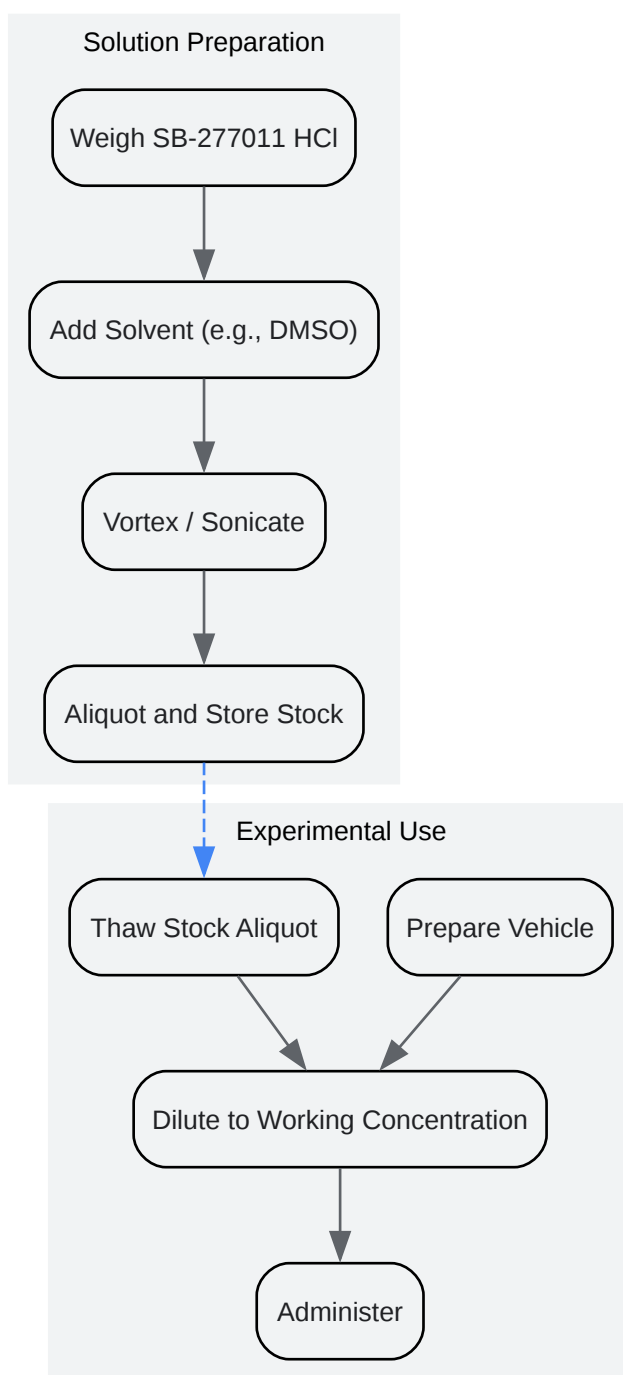 Solution Preparation
Weigh SB-277011 HCl
Add Solvent (e.g., DMSO)
Vortex / Sonicate
Aliquot and Store Stock
Experimental Use
Thaw Stock Aliquot
Prepare Vehicle
Dilute to Working Concentration
Administer